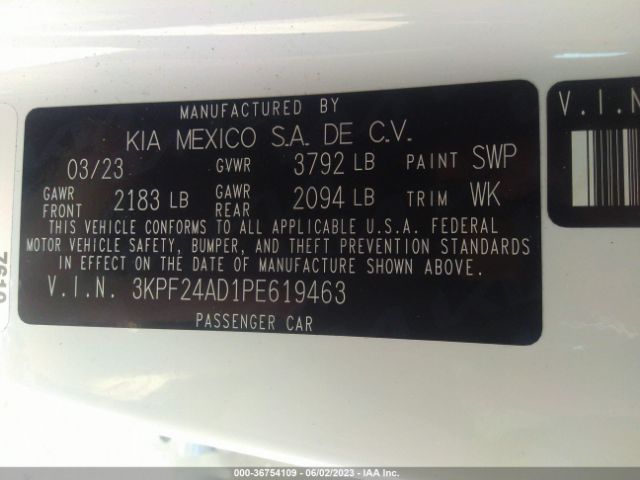 MANUFACTURED BY
KIA MEXICO S.A. DE C.V.
03/23 GVWR 3792 LB PAINT SWP
GAWR FRONT 2183 LB GAWR REAR 2094 LB TRIM WK
THIS VEHICLE CONFORMS TO ALL APPLICABLE U.S.A. FEDERAL
MOTOR VEHICLE SAFETY, BUMPER, AND THEFT PREVENTION STANDARDS
IN EFFECT ON THE DATE OF MANUFACTURE SHOWN ABOVE.
V.I.N. 3KPF24AD1PE619463
PASSENGER CAR
V.I.N
000-36754109 - 06/02/2023 - IAA Inc.